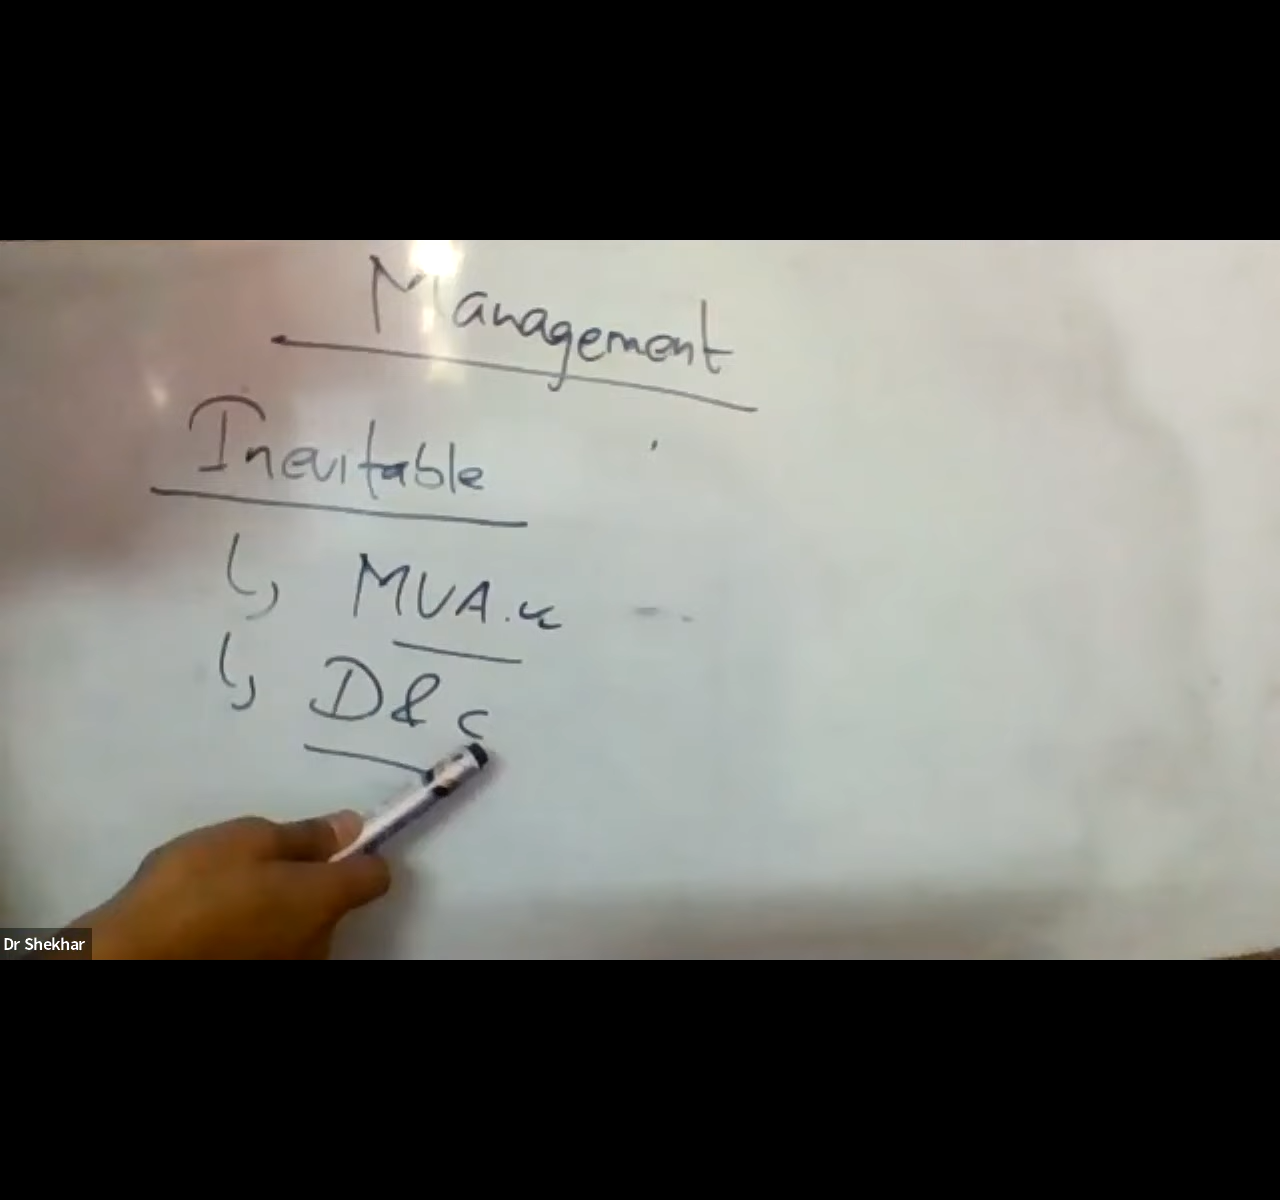 Management
Inevitable
↳ MVA.
↳ D&C
Dr Shekhar